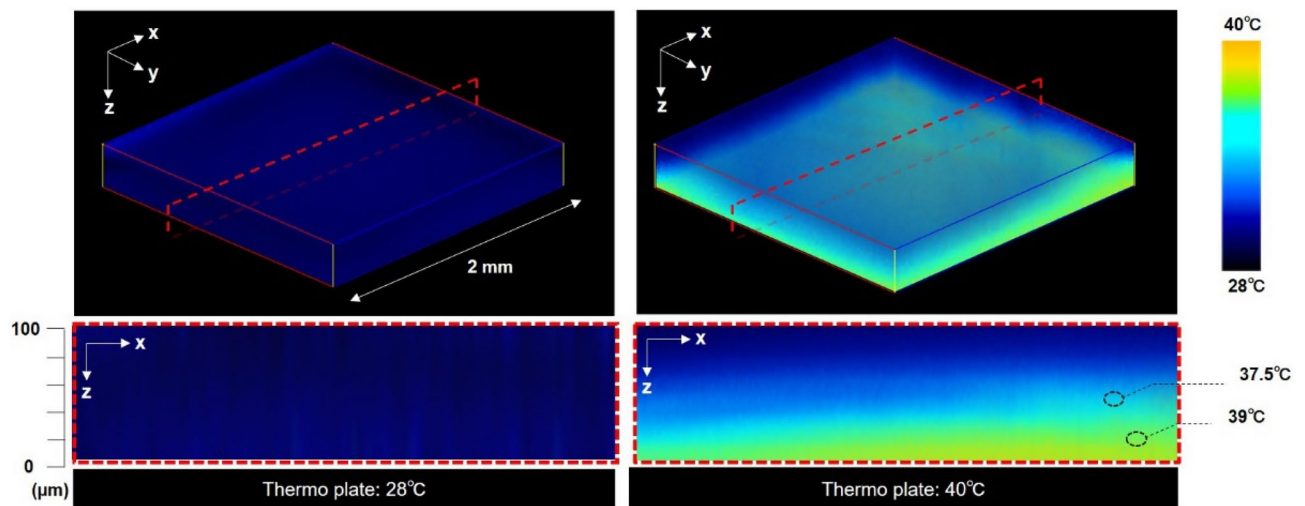 x
y
z
2 mm
x
y
z
40℃
28℃
100
0
(μm)
x
z
x
z
37.5℃
39℃
Thermo plate: 28℃
Thermo plate: 40℃